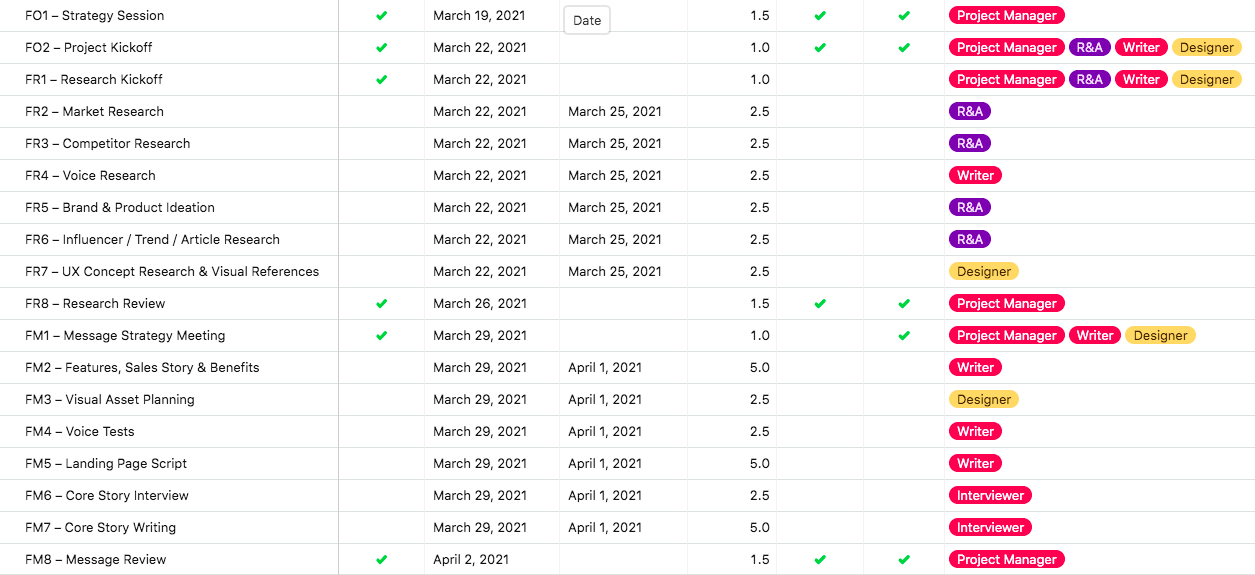 FO1 – Strategy Session March 19, 2021 Date 1.5 Project Manager
FO2 – Project Kickoff March 22, 2021 1.0 Project Manager R&A Writer Designer
FR1 – Research Kickoff March 22, 2021 1.0 Project Manager R&A Writer Designer
FR2 – Market Research March 22, 2021 March 25, 2021 2.5 R&A
FR3 – Competitor Research March 22, 2021 March 25, 2021 2.5 R&A
FR4 – Voice Research March 22, 2021 March 25, 2021 2.5 Writer
FR5 – Brand & Product Ideation March 22, 2021 March 25, 2021 2.5 R&A
FR6 – Influencer / Trend / Article Research March 22, 2021 March 25, 2021 2.5 R&A
FR7 – UX Concept Research & Visual References March 22, 2021 March 25, 2021 2.5 Designer
FR8 – Research Review March 26, 2021 1.5 Project Manager
FM1 – Message Strategy Meeting March 29, 2021 1.0 Project Manager Writer Designer
FM2 – Features, Sales Story & Benefits March 29, 2021 April 1, 2021 5.0 Writer
FM3 – Visual Asset Planning March 29, 2021 April 1, 2021 2.5 Designer
FM4 – Voice Tests March 29, 2021 April 1, 2021 2.5 Writer
FM5 – Landing Page Script March 29, 2021 April 1, 2021 5.0 Writer
FM6 – Core Story Interview March 29, 2021 April 1, 2021 2.5 Interviewer
FM7 – Core Story Writing March 29, 2021 April 1, 2021 5.0 Interviewer
FM8 – Message Review April 2, 2021 1.5 Project Manager